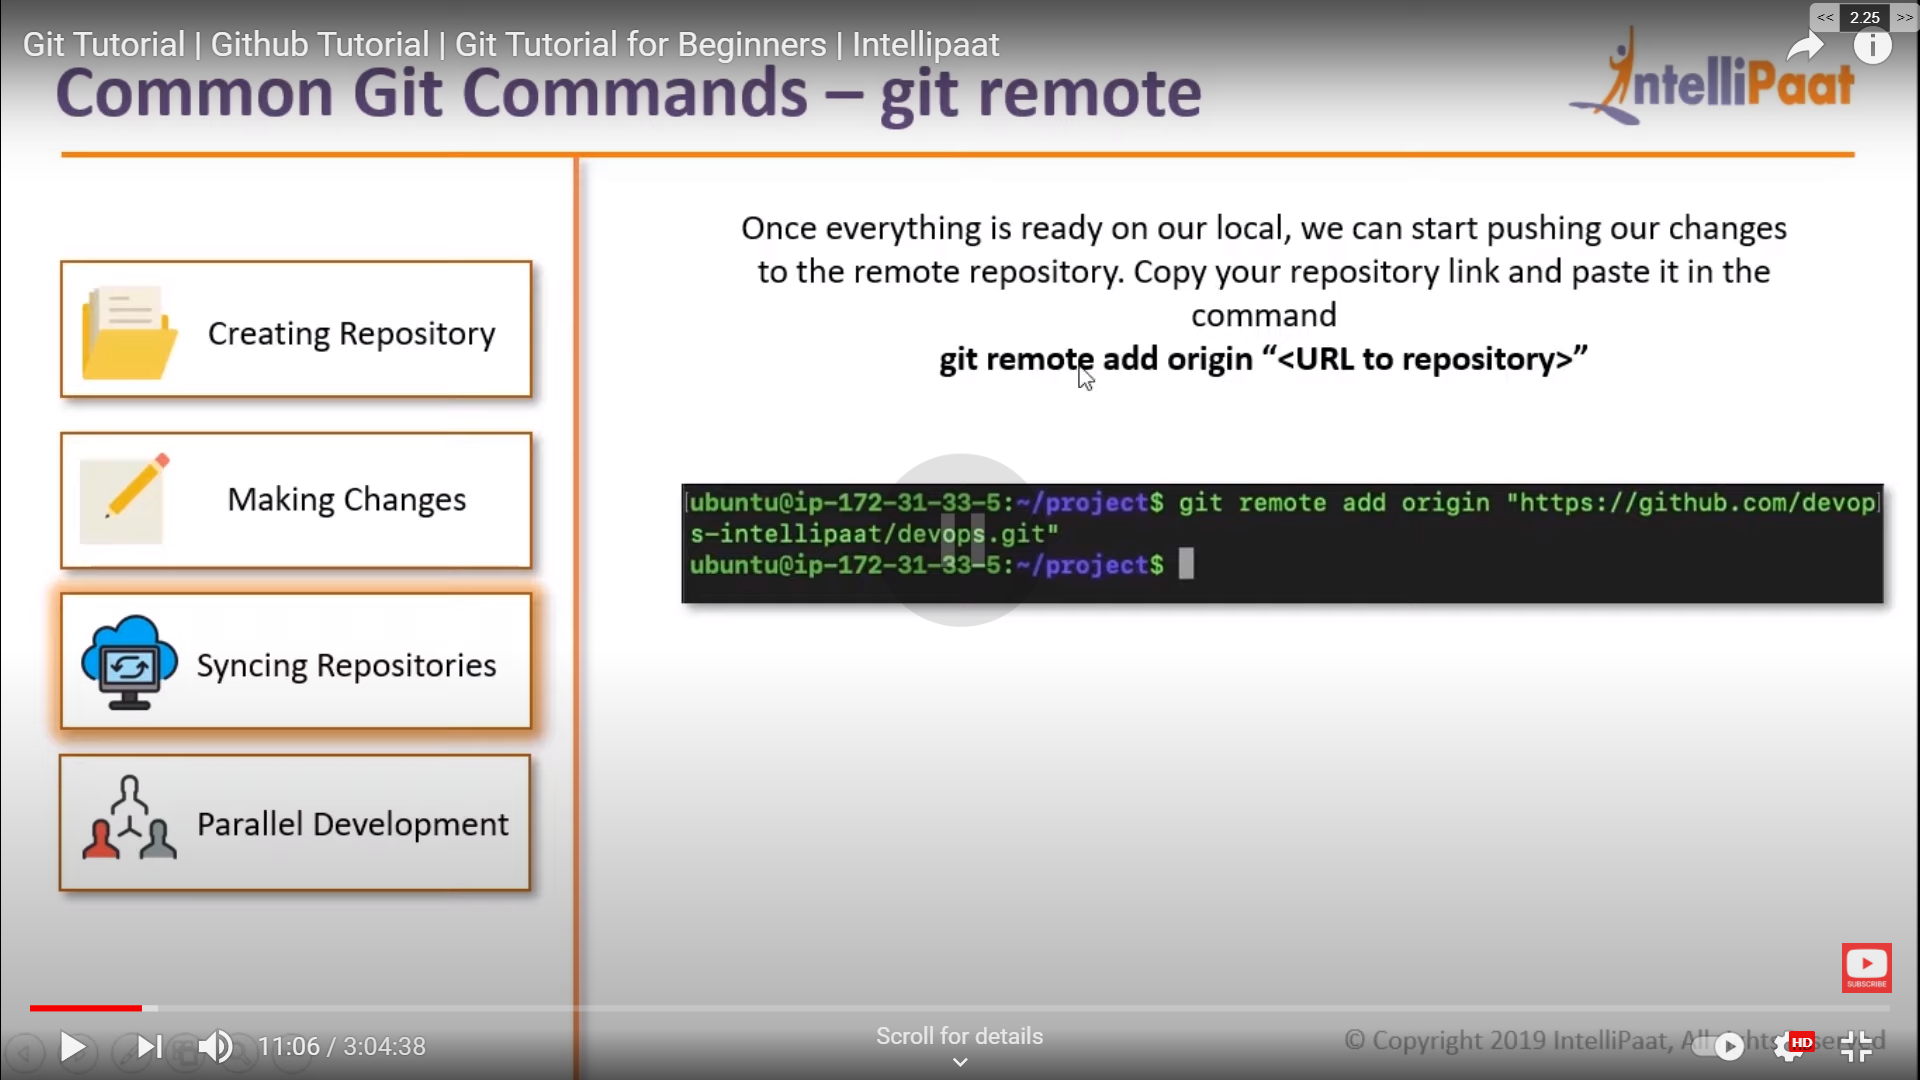 << 2.25 >>
Git Tutorial | Github Tutorial | Git Tutorial for Beginners | Intellipaat
Common Git Commands – git remote
IntelliPaat
Once everything is ready on our local, we can start pushing our changes
to the remote repository. Copy your repository link and paste it in the
command
git remote add origin “<URL to repository>”
Creating Repository
Making Changes
Syncing Repositories
Parallel Development
ubuntu@ip-172-31-33-5:~/project$ git remote add origin "https://github.com/devop
s-intellipaat/devops.git"
ubuntu@ip-172-31-33-5:~/project$
SUBSCRIBE
11:06 / 3:04:38
Scroll for details
© Copyright 2019 IntelliPaat, All rights reserved
HD